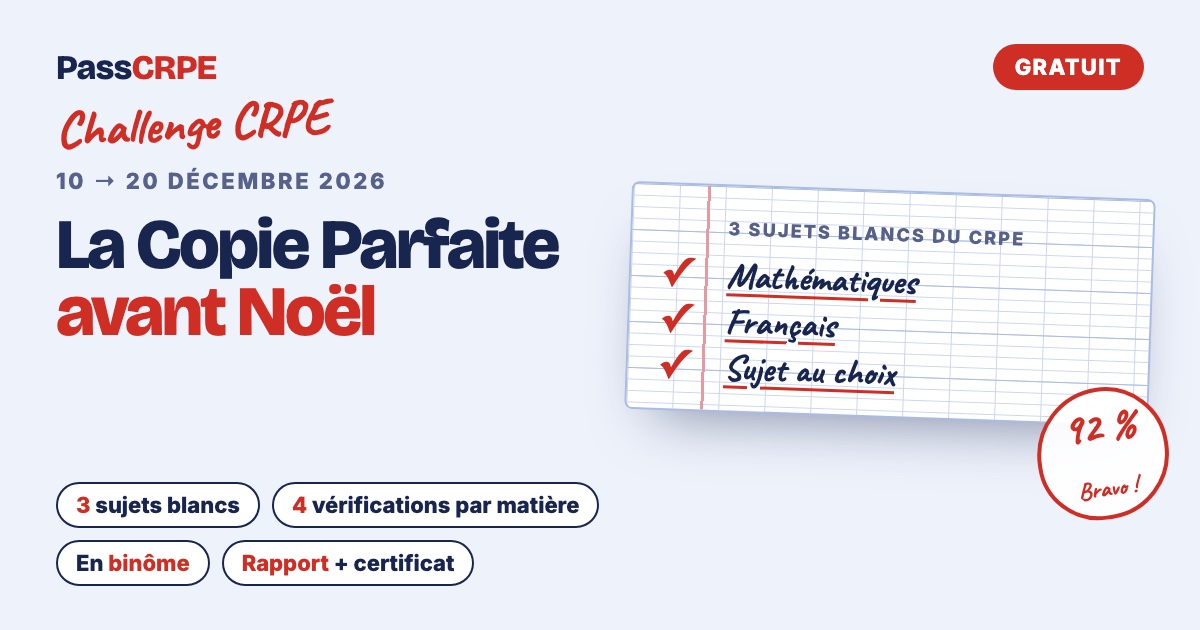 PassCRPE
GRATUIT
Challenge CRPE
10 → 20 DÉCEMBRE 2026
La Copie Parfaite
avant Noël
3 SUJETS BLANCS DU CRPE
✓ Mathématiques
✓ Français
✓ Sujet au choix
92 %
Bravo !
3 sujets blancs
4 vérifications par matière
En binôme
Rapport + certificat